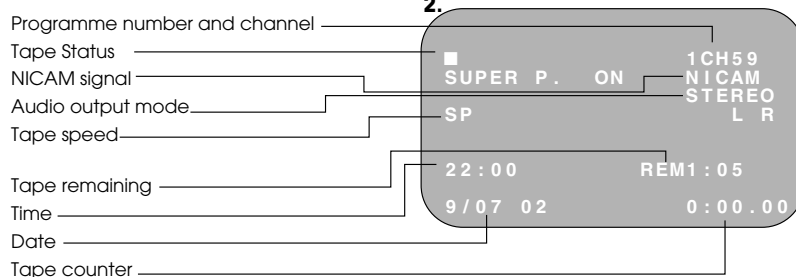 2.
Programme number and channel
Tape Status
NICAM signal
Audio output mode
Tape speed
Tape remaining
Time
Date
Tape counter
1CH59
SUPER P. ON NICAM
STEREO
SP L R
22:00 REM1:05
9/07 02 0:00.00